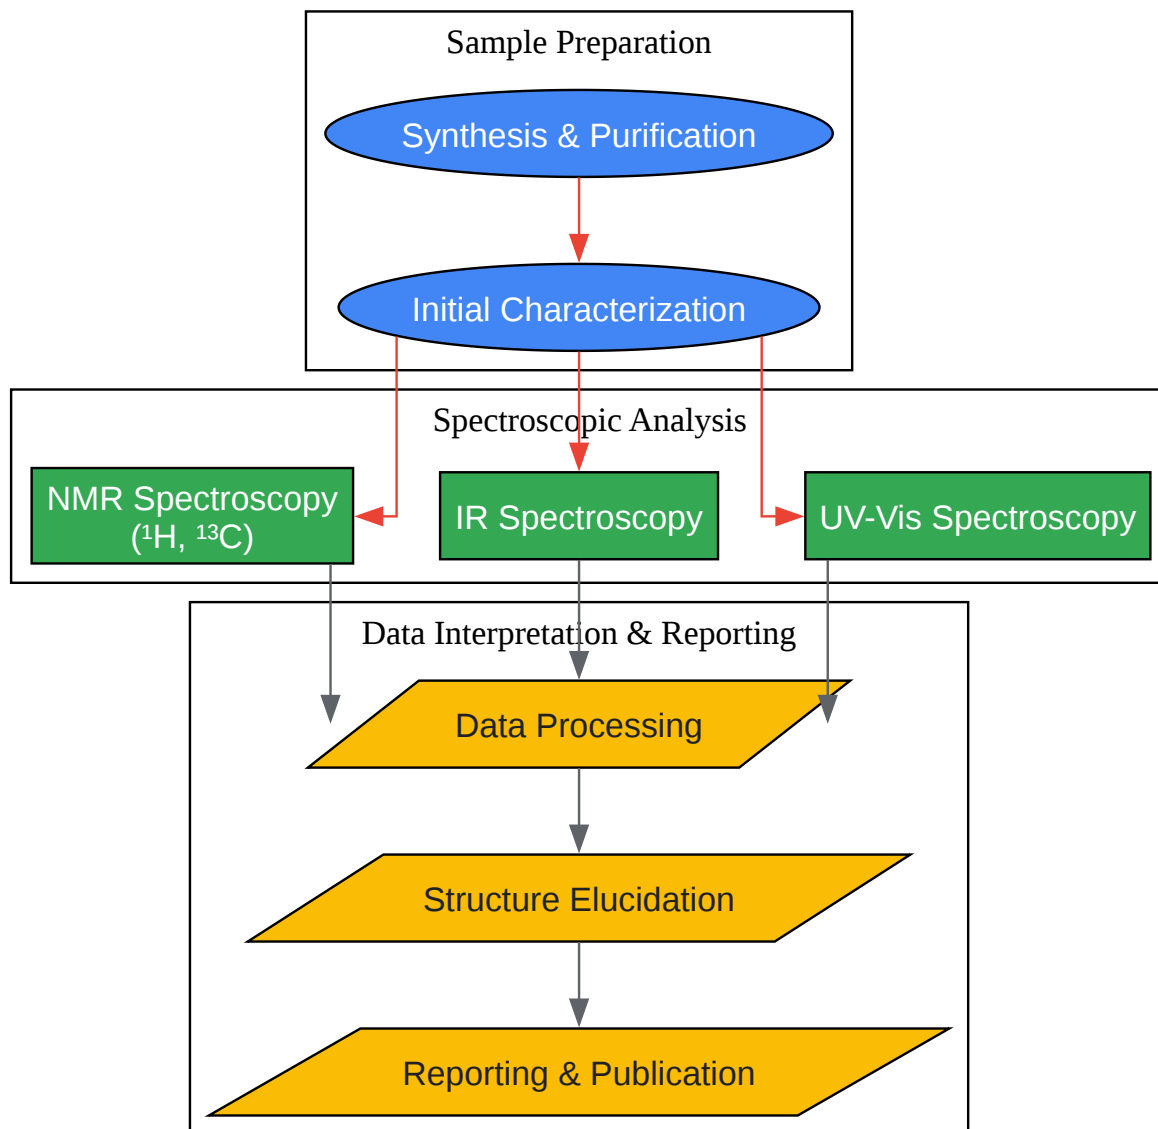 Sample Preparation
Synthesis & Purification
Initial Characterization
Spectroscopic Analysis
NMR Spectroscopy
(¹H, ¹³C)
IR Spectroscopy
UV-Vis Spectroscopy
Data Interpretation & Reporting
Data Processing
Structure Elucidation
Reporting & Publication